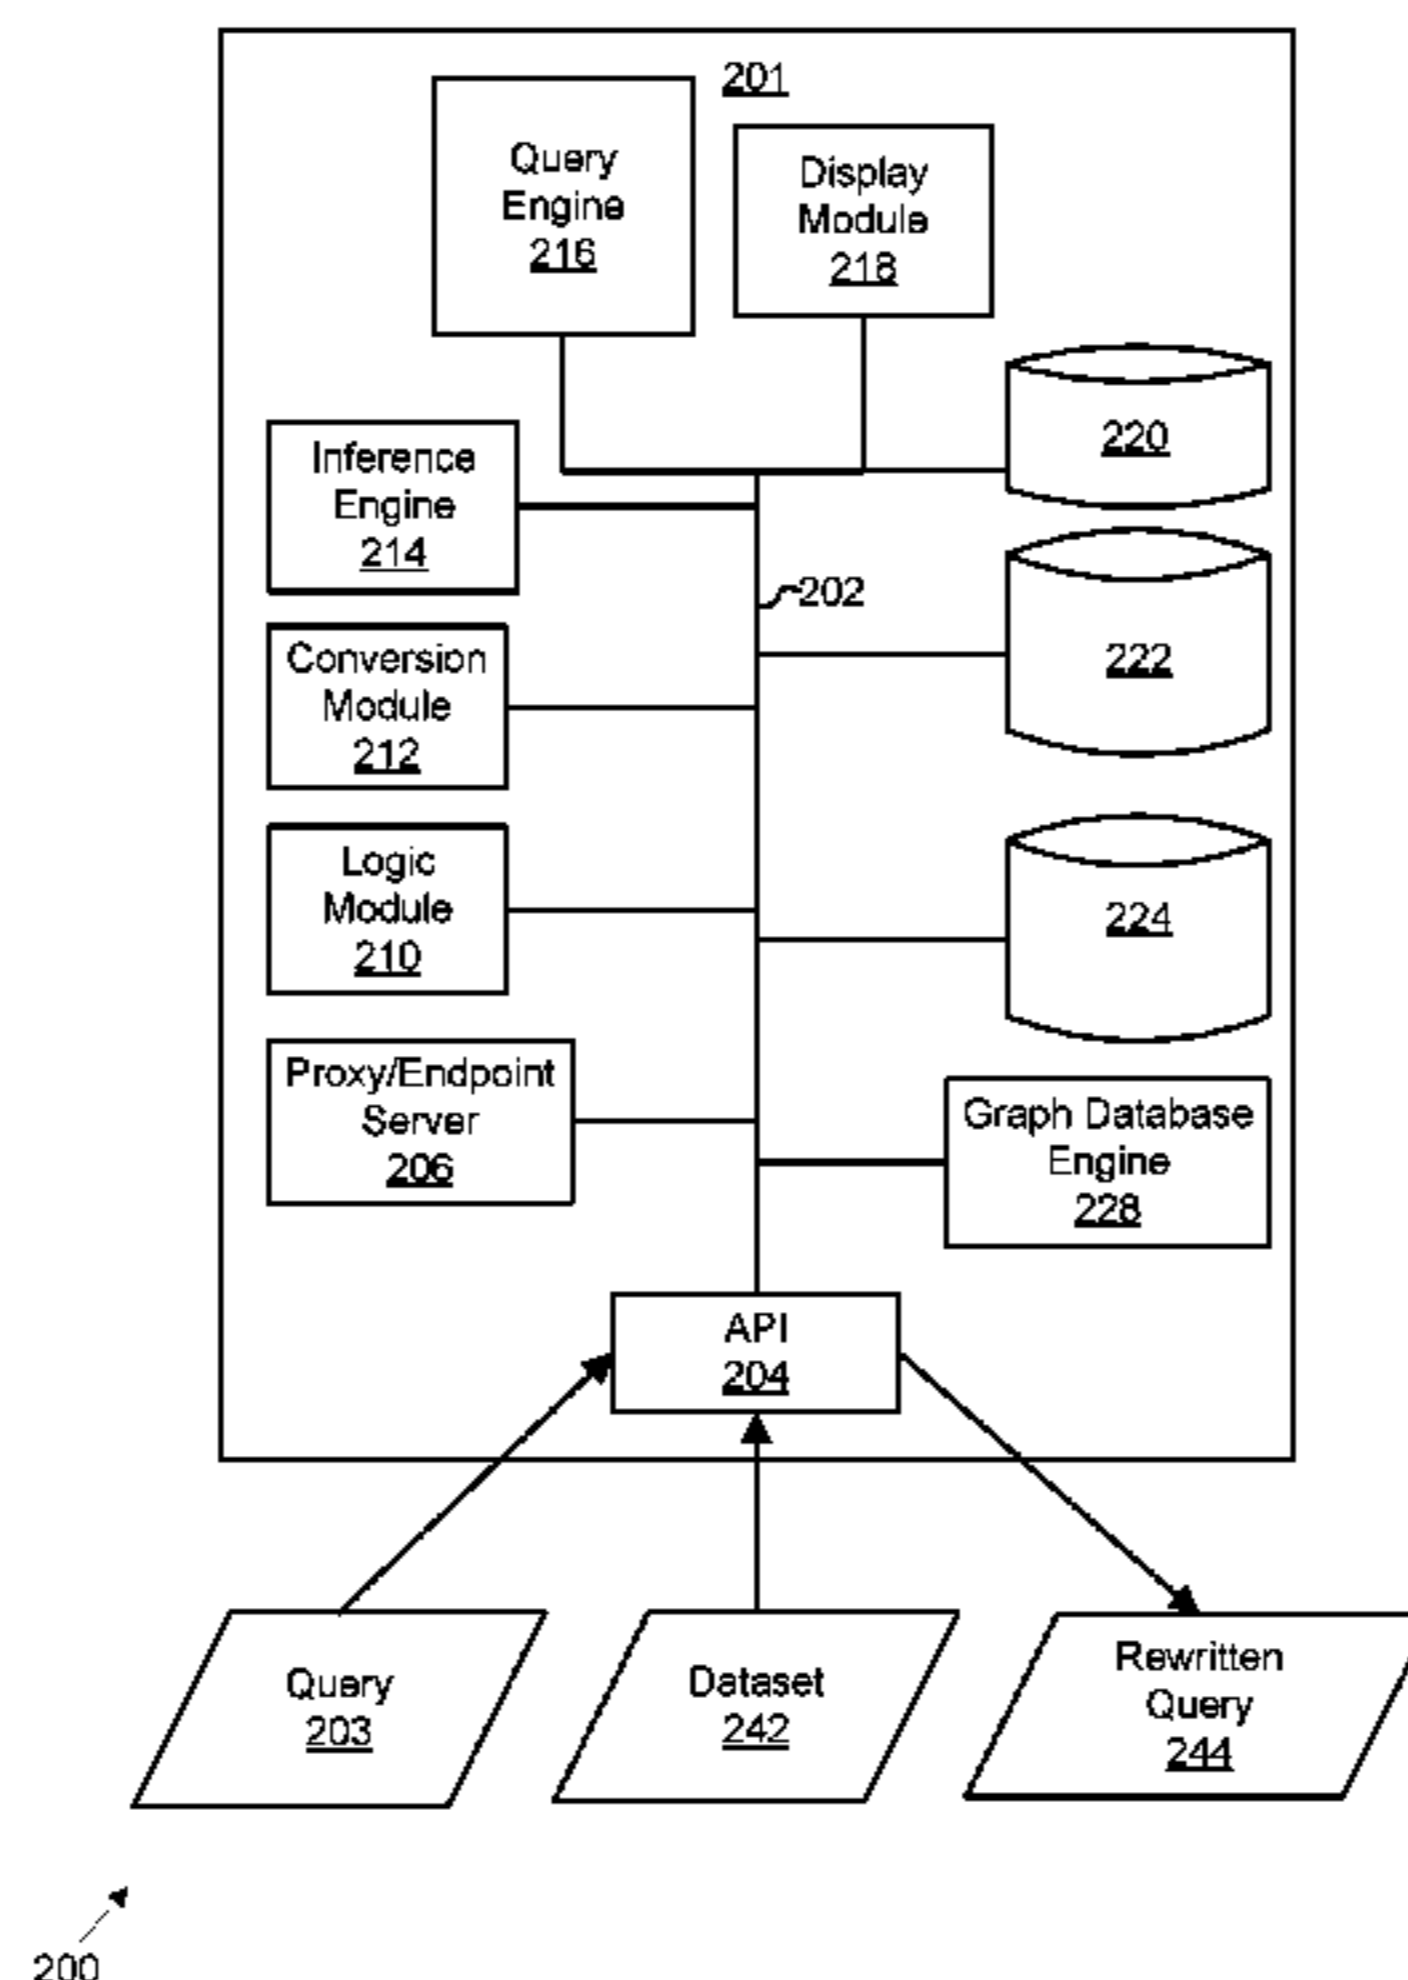 201
Query
Engine
216
Display
Module
218
220
Inference
Engine
214
202
222
Conversion
Module
212
Logic
Module
210
224
Proxy/Endpoint
Server
206
Graph Database
Engine
228
API
204
Query
203
Dataset
242
Rewritten
Query
244
200